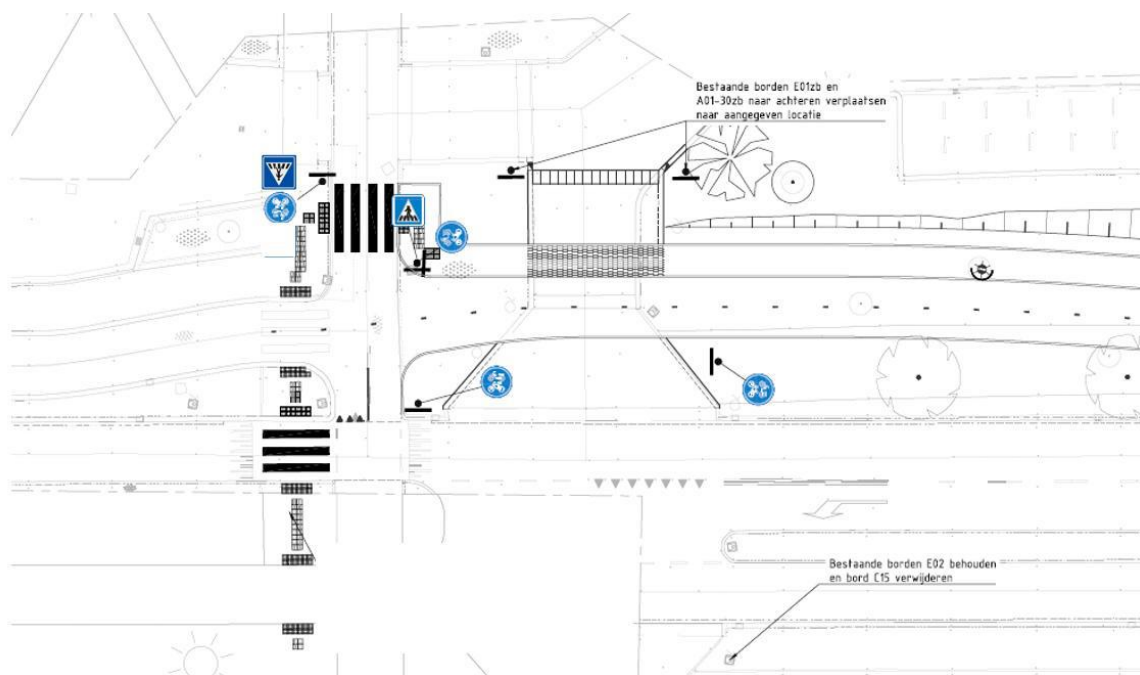 Bestaande borden E01zb en
A01-30zb naar achteren verplaatsen
naar aangegeven locatie
Bestaande borden E02 behouden
en bord C15 verwijderen